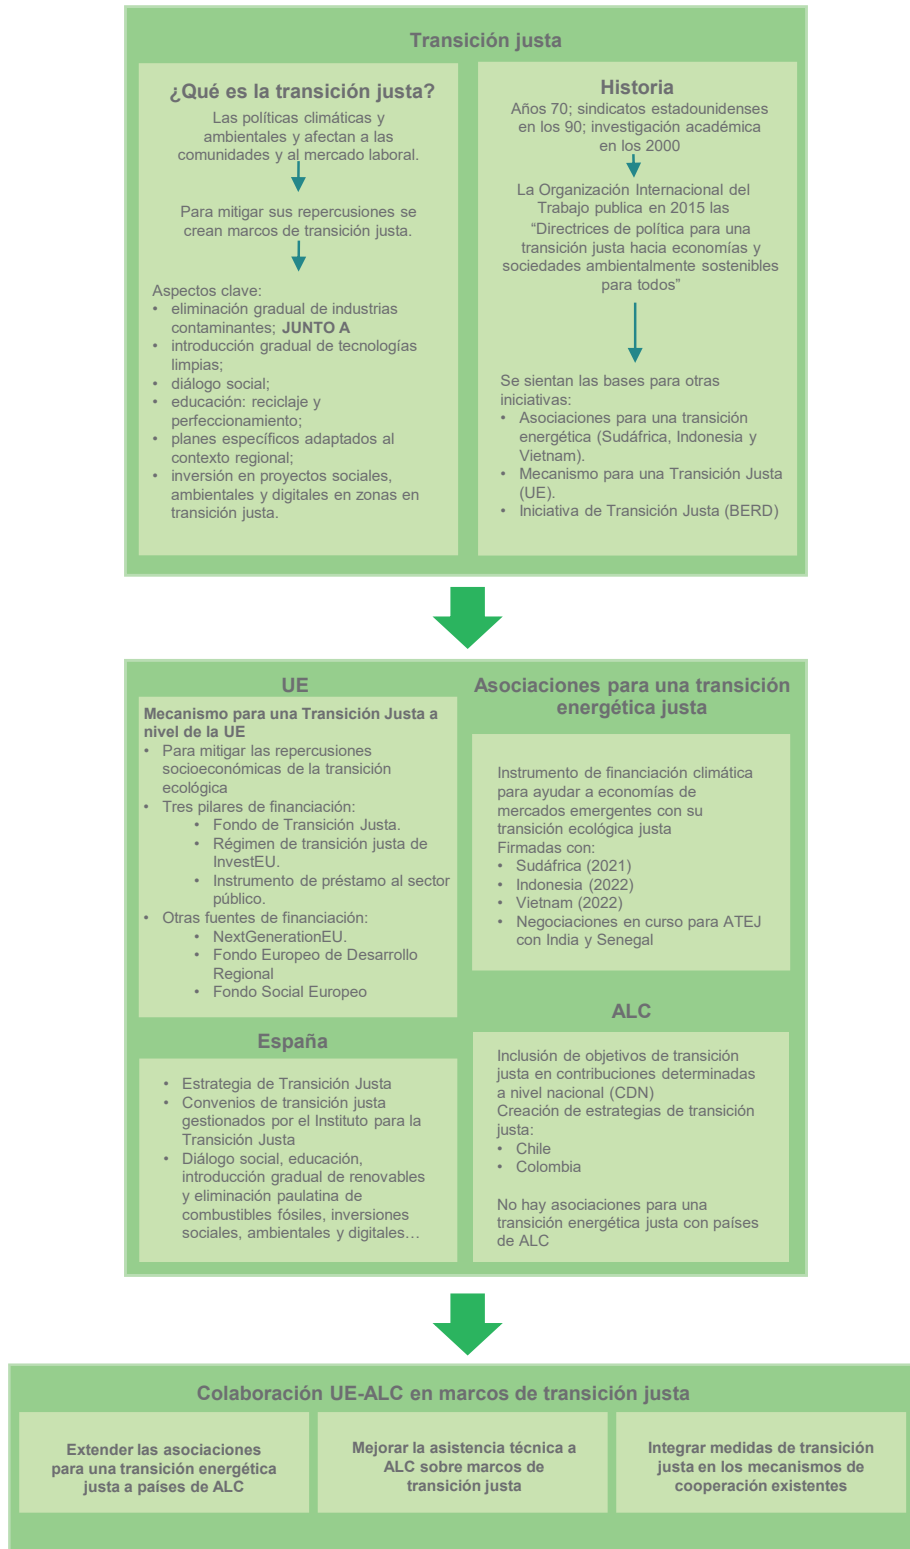 Transición justa
¿Qué es la transición justa?
Las políticas climáticas y
ambientales y afectan a las
comunidades y al mercado laboral.
Para mitigar sus repercusiones se
crean marcos de transición justa.
Aspectos clave:
• eliminación gradual de industrias
contaminantes; JUNTO A
• introducción gradual de tecnologías
limpias;
• diálogo social;
• educación: reciclaje y
perfeccionamiento;
• planes específicos adaptados al
contexto regional;
• inversión en proyectos sociales,
ambientales y digitales en zonas en
transición justa.
Historia
Años 70; sindicatos estadounidenses
en los 90; investigación académica
en los 2000
La Organización Internacional del
Trabajo publica en 2015 las
“Directrices de política para una
transición justa hacia economías y
sociedades ambientalmente sostenibles
para todos”
Se sientan las bases para otras
iniciativas:
• Asociaciones para una transición
energética (Sudáfrica, Indonesia y
Vietnam).
• Mecanismo para una Transición Justa
(UE).
• Iniciativa de Transición Justa (BERD)
UE
Mecanismo para una Transición Justa a
nivel de la UE
• Para mitigar las repercusiones
socioeconómicas de la transición
ecológica
• Tres pilares de financiación:
• Fondo de Transición Justa.
• Régimen de transición justa de
InvestEU.
• Instrumento de préstamo al sector
público.
• Otras fuentes de financiación:
• NextGenerationEU.
• Fondo Europeo de Desarrollo
Regional
• Fondo Social Europeo
España
• Estrategia de Transición Justa
• Convenios de transición justa
gestionados por el Instituto para la
Transición Justa
• Diálogo social, educación,
introducción gradual de renovables
y eliminación paulatina de
combustibles fósiles, inversiones
sociales, ambientales y digitales…
Asociaciones para una transición
energética justa
Instrumento de financiación climática
para ayudar a economías de
mercados emergentes con su
transición ecológica justa
Firmadas con:
• Sudáfrica (2021)
• Indonesia (2022)
• Vietnam (2022)
• Negociaciones en curso para ATEJ
con India y Senegal
ALC
Inclusión de objetivos de transición
justa en contribuciones determinadas
a nivel nacional (CDN)
Creación de estrategias de transición
justa:
• Chile
• Colombia
No hay asociaciones para una
transición energética justa con países
de ALC
Colaboración UE-ALC en marcos de transición justa
Extender las asociaciones
para una transición energética
justa a países de ALC
Mejorar la asistencia técnica a
ALC sobre marcos de
transición justa
Integrar medidas de transición
justa en los mecanismos de
cooperación existentes